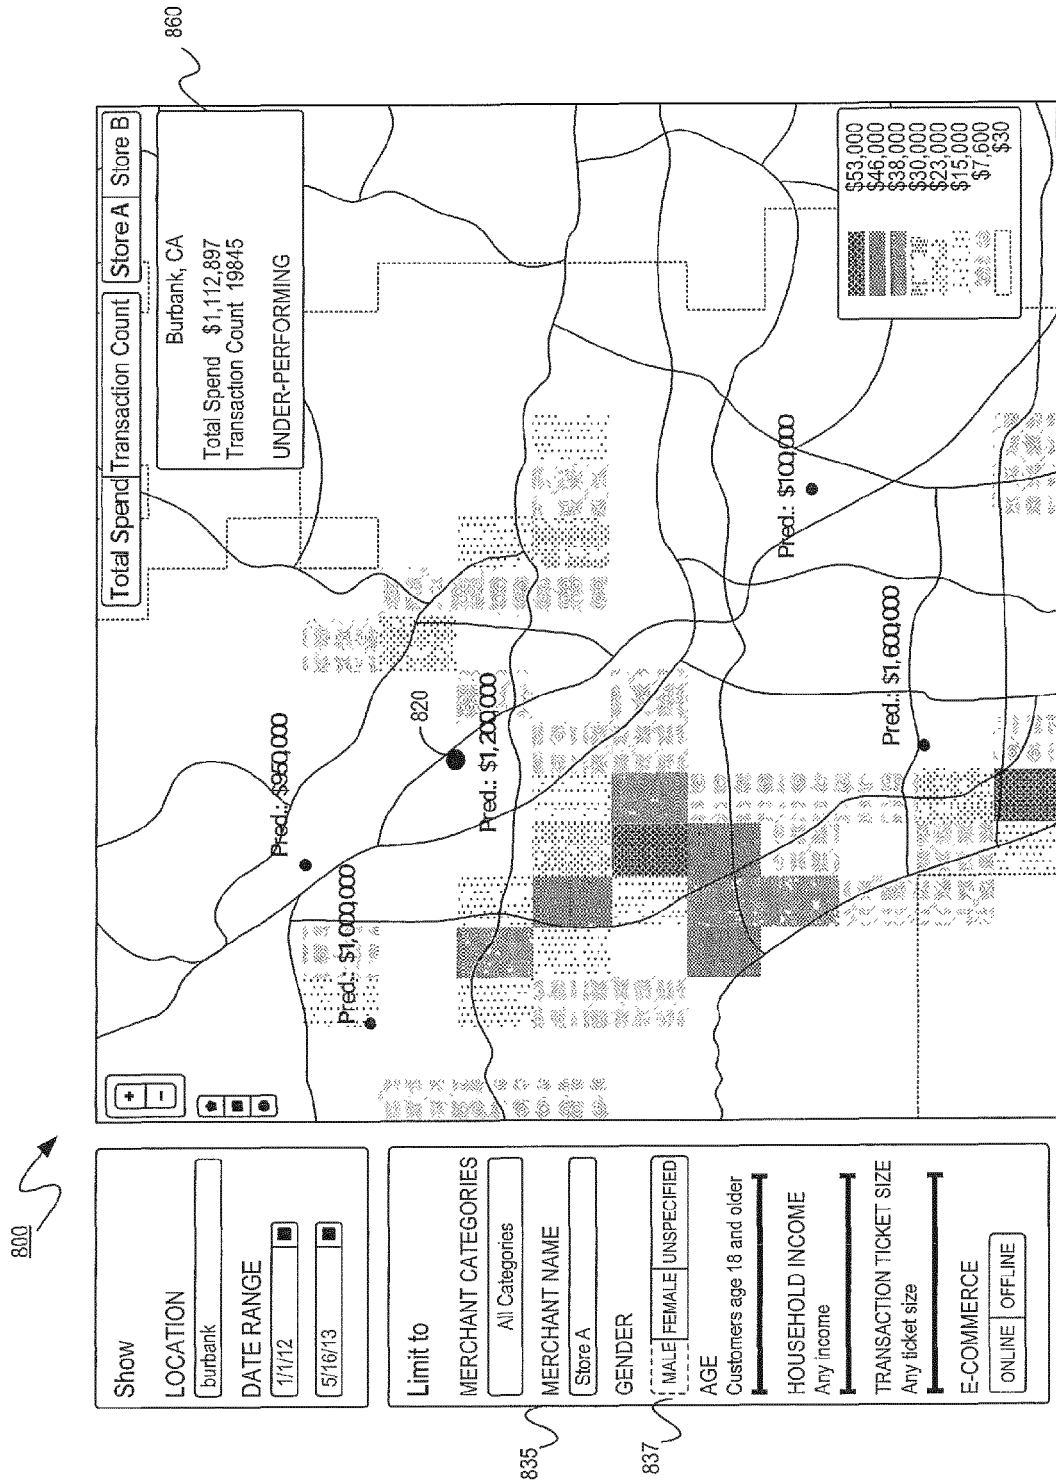 800
Show
LOCATION
burbank
DATE RANGE
1/1/12
5/16/13
Limit to
MERCHANT CATEGORIES
All Categories
835
MERCHANT NAME
Store A
GENDER
837
MALE FEMALE UNSPECIFIED
AGE
Customers age 18 and older
HOUSEHOLD INCOME
Any income
TRANSACTION TICKET SIZE
Any ticket size
E-COMMERCE
ONLINE OFFLINE
+
−
Total Spend Transaction Count Store A Store B
860
Burbank, CA
Total Spend $1,112,897
Transaction Count 19845
UNDER-PERFORMING
Pred.: $950,000
Pred.: $1,000,000
820
Pred.: $1,200,000
Pred.: $100,000
Pred.: $1,600,000
$53,000
$46,000
$38,000
$30,000
$23,000
$15,000
$7,600
$30